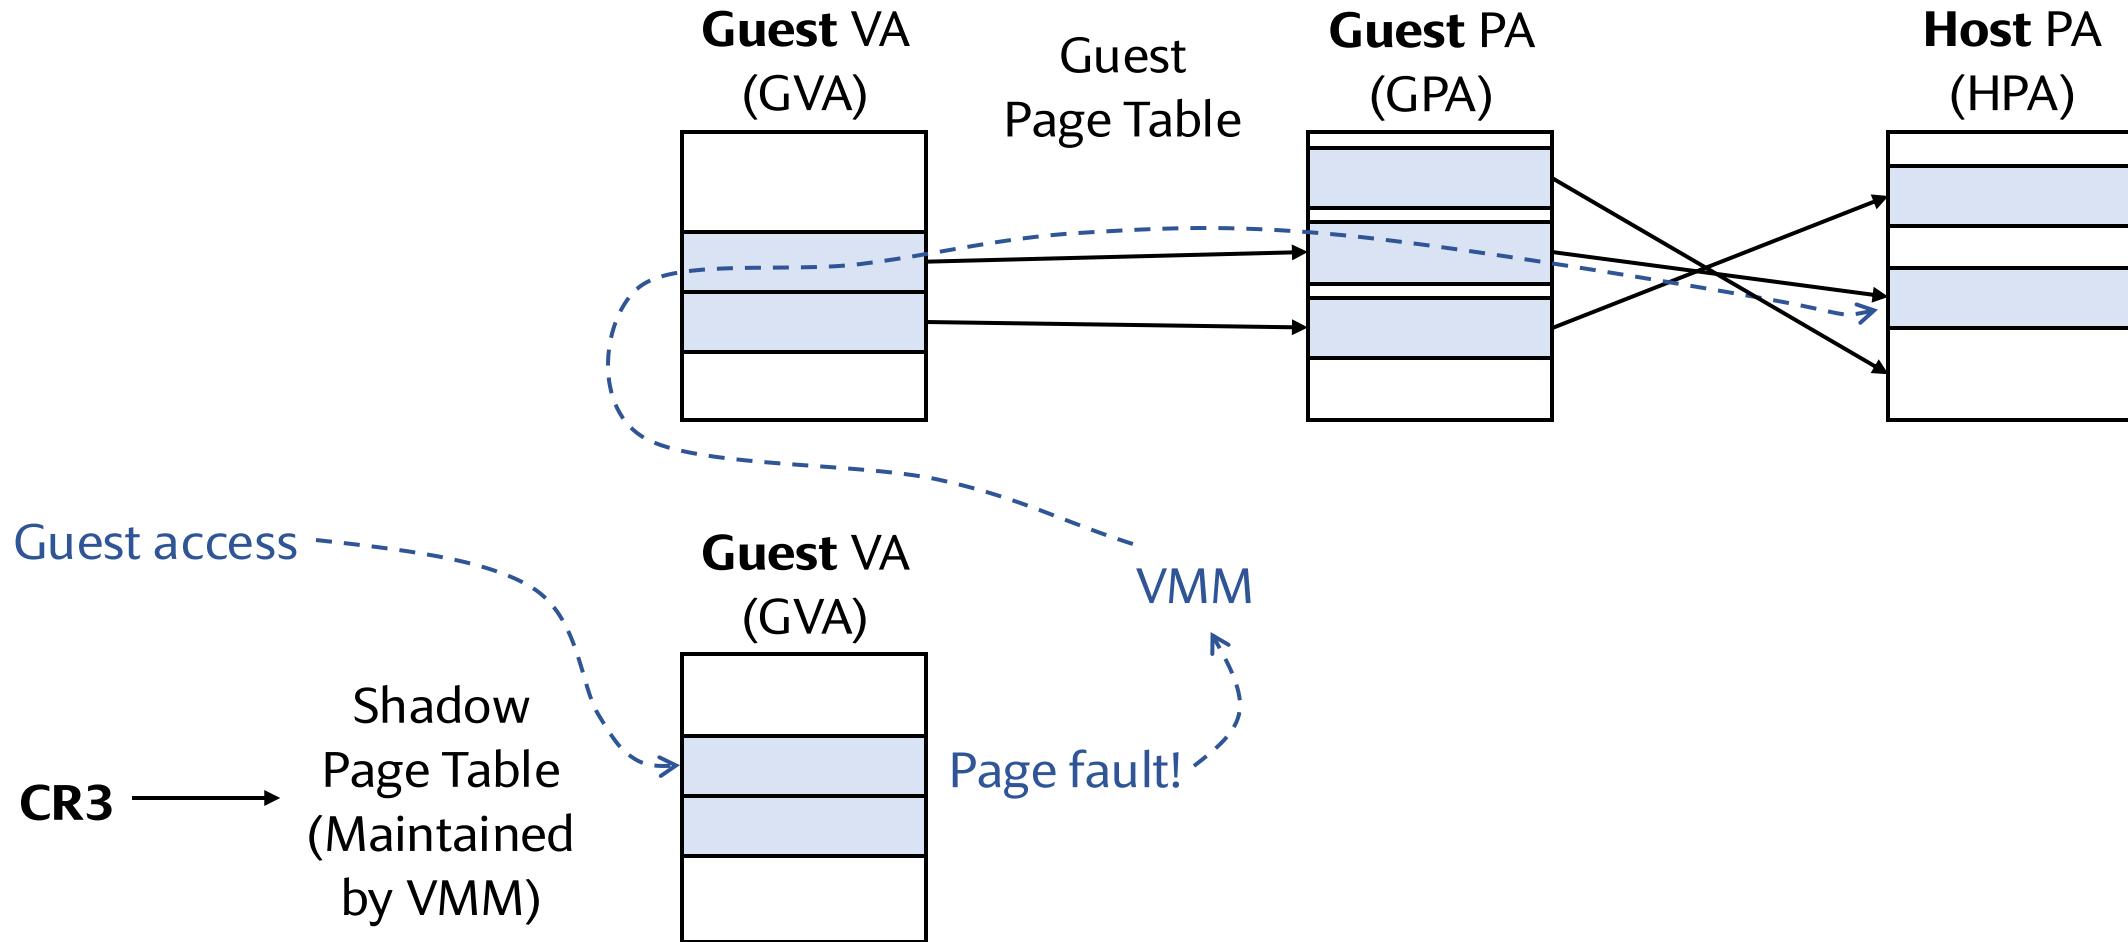 Guest VA
(GVA)
Guest
Page Table
Guest PA
(GPA)
Host PA
(HPA)
Guest access
Guest VA
(GVA)
VMM
Page fault!
CR3
Shadow
Page Table
(Maintained
by VMM)